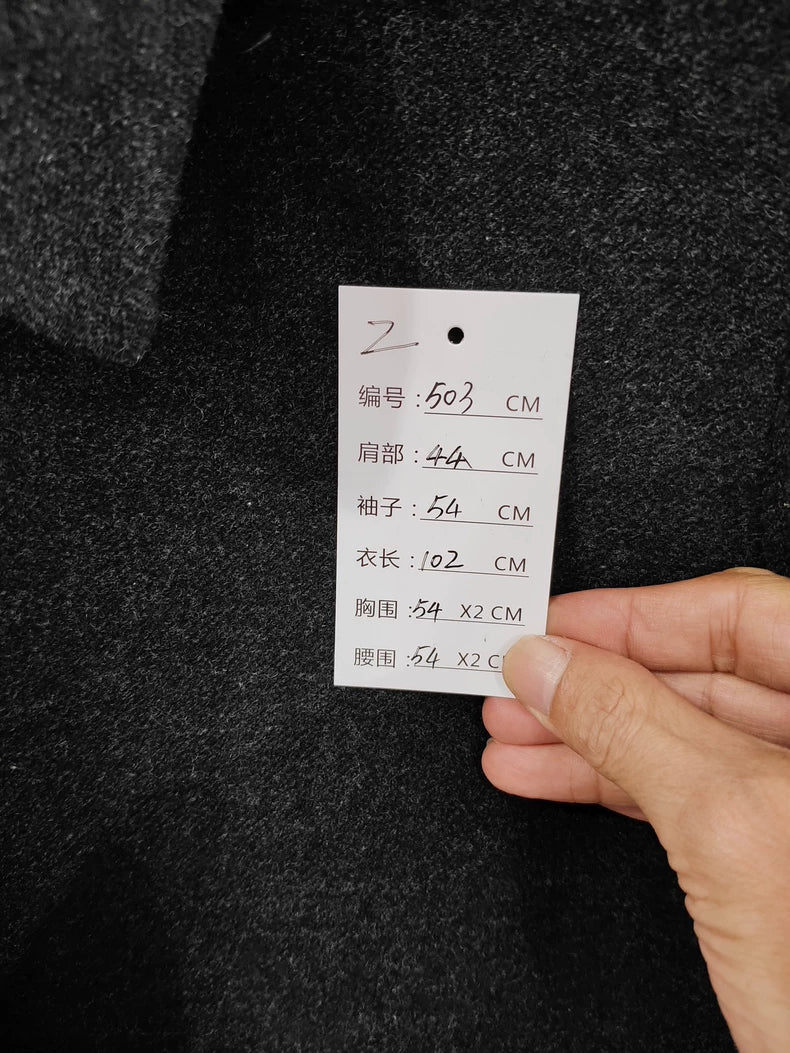 Z
编号：503 CM
肩部：44 CM
袖子：54 CM
衣长：102 CM
胸围：54 X2 CM
腰围：54 X2 C